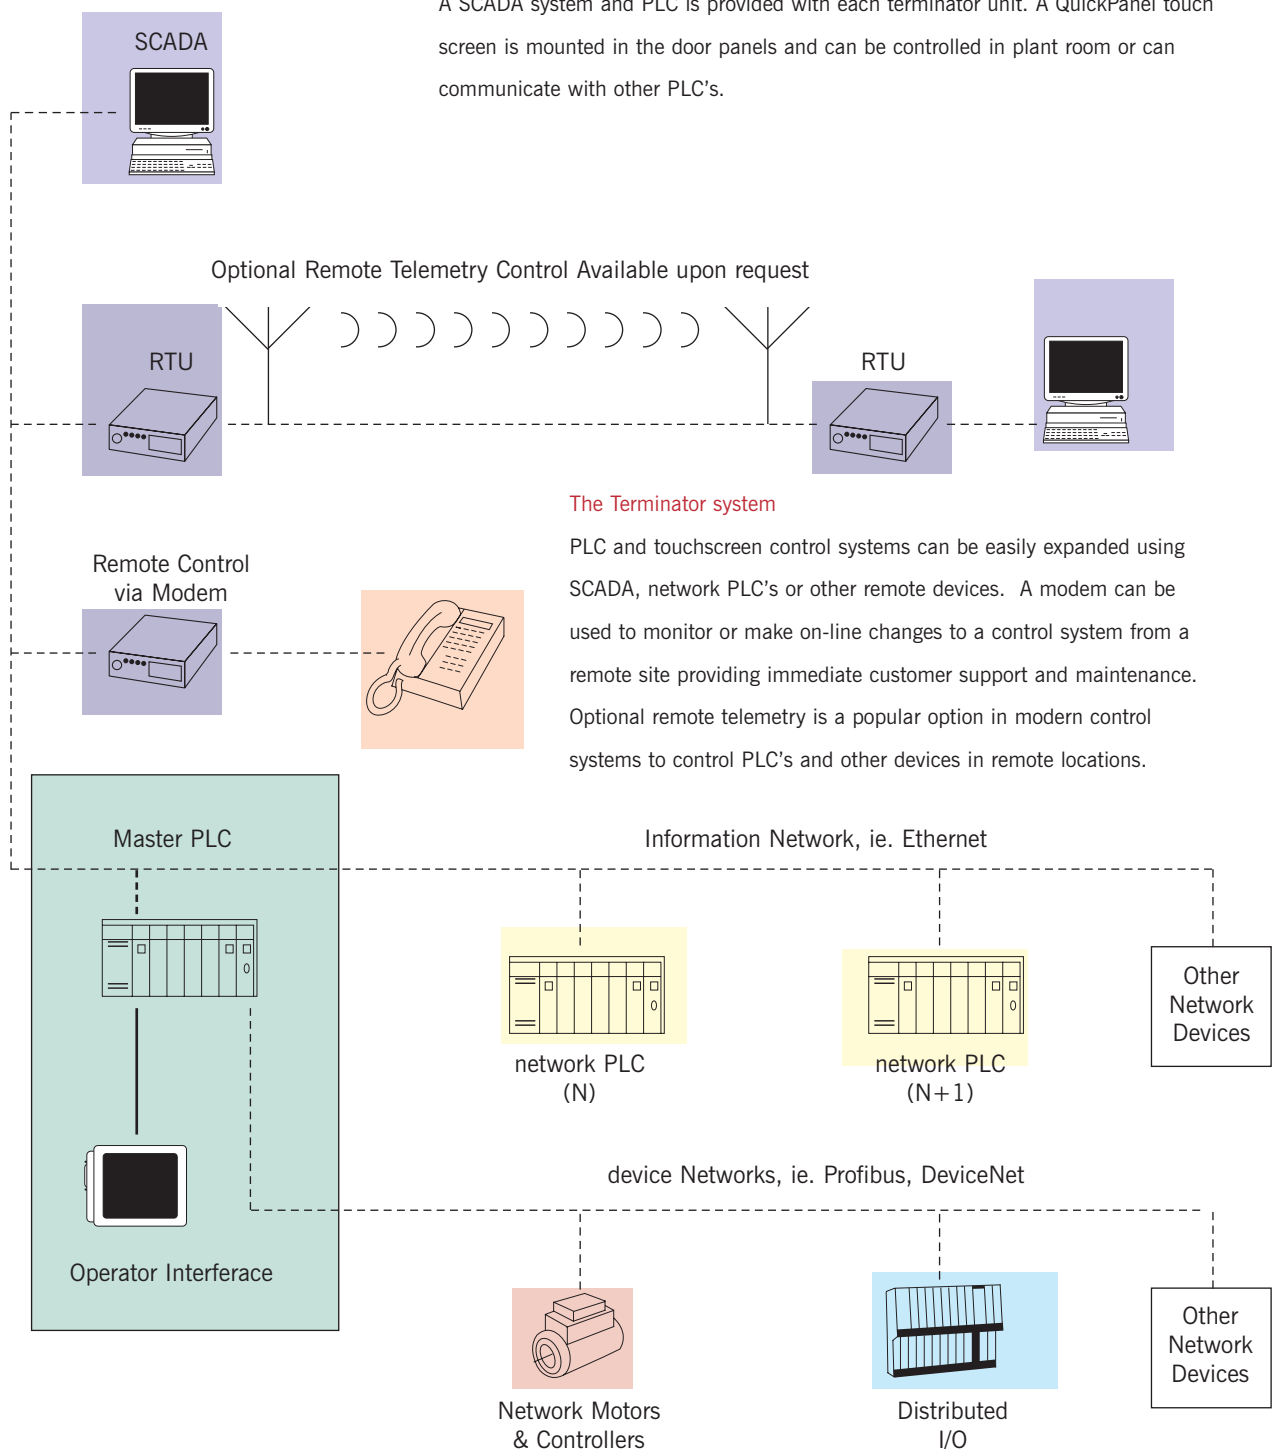 A SCADA system and PLC is provided with each terminator unit. A QuickPanel touch
screen is mounted in the door panels and can be controlled in plant room or can
communicate with other PLC's.
SCADA
Optional Remote Telemetry Control Available upon request
RTU
RTU
The Terminator system
PLC and touchscreen control systems can be easily expanded using
SCADA, network PLC's or other remote devices. A modem can be
used to monitor or make on-line changes to a control system from a
remote site providing immediate customer support and maintenance.
Optional remote telemetry is a popular option in modern control
systems to control PLC's and other devices in remote locations.
Remote Control
via Modem
Master PLC
Information Network, ie. Ethernet
network PLC
(N)
network PLC
(N+1)
Other
Network
Devices
device Networks, ie. Profibus, DeviceNet
Operator Interferace
Network Motors
& Controllers
Distributed
I/O
Other
Network
Devices